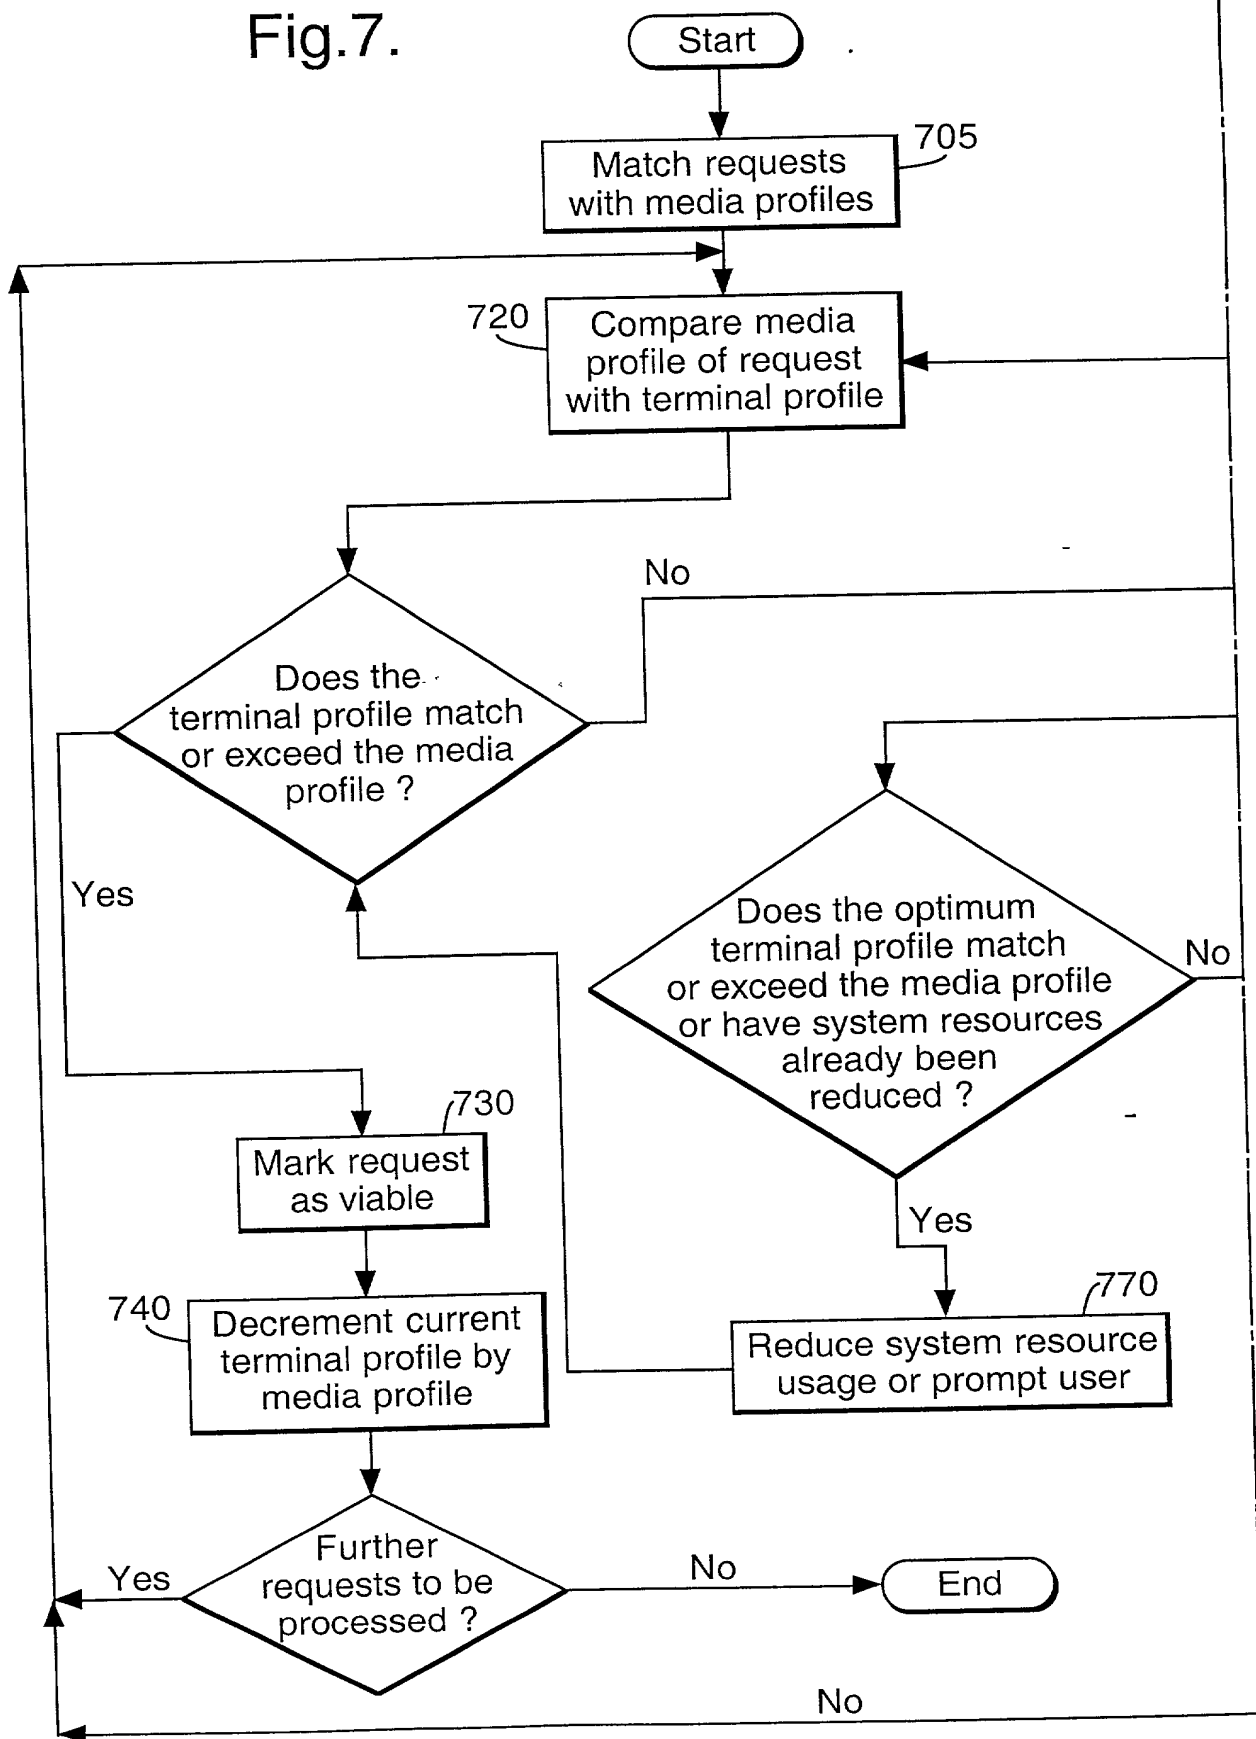 Fig.7.
Start
705
Match requests
with media profiles
720
Compare media
profile of request
with terminal profile
No
Does the
terminal profile match
or exceed the media
profile ?
Yes
Does the optimum
terminal profile match
or exceed the media profile
or have system resources
already been
reduced ?
No
Yes
730
Mark request
as viable
740
Decrement current
terminal profile by
media profile
770
Reduce system resource
usage or prompt user
Further
requests to be
processed ?
Yes
No
End
No